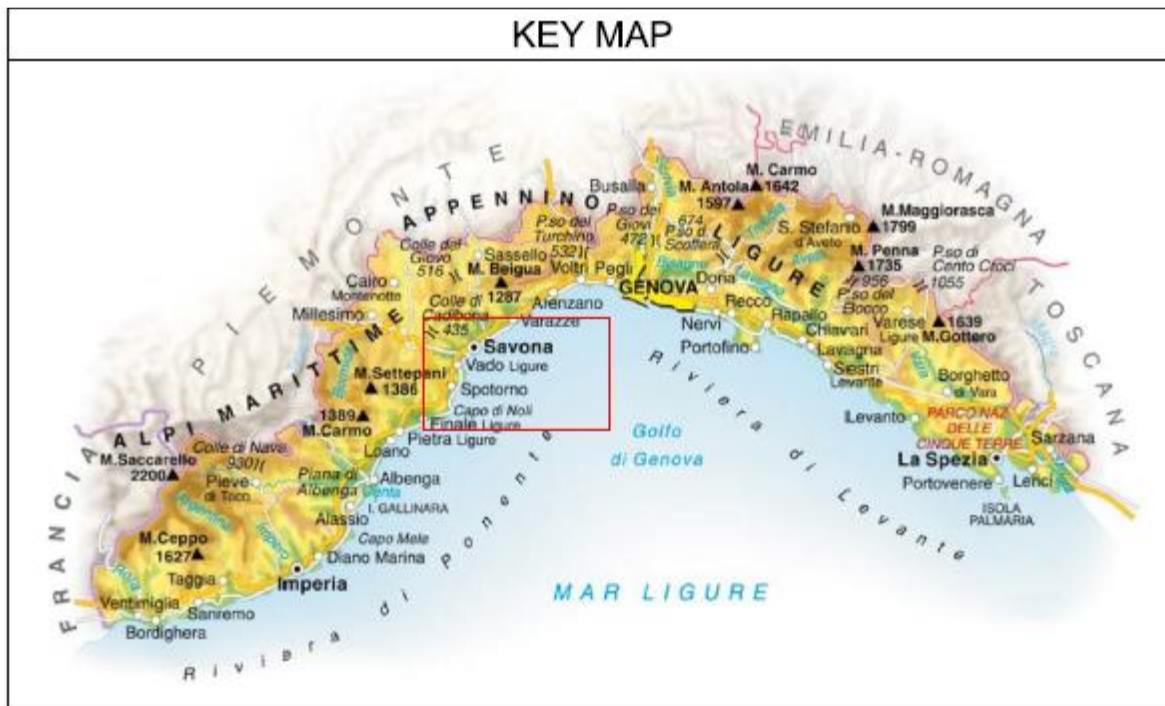 KEY MAP
PIEMONTE
EMILIA-ROMAGNA
TOSCANA
FRANCIA
ALPI MARITTIME
APPENNINO
LIGURE
Busalla
M. Carmo
1642
M. Antola
1597
M.Maggiorasca
1799
S. Stefano
d'Aveto
M. Penna
1735
P.so di
Cento Croci
1055
P.so del
Bocco
956
P.so dei
Giovi
472
674
P.so d.
Scoffera
P.so del
Turchino
532
Colle del
Giovo
516
Sassello
M. Beigua
1287
Voltri
Pegli
GENOVA
Doria
Cairo
Montenotte
Millesimo
Colle di
Cadibona
435
Arenzano
Varazze
Recco
Rapallo
Nervi
Portofino
Chiavari
Lavagna
Siestri
Levante
Varese
Ligure
1639
M.Gottero
Savona
Vado Ligure
Spotorno
Capo di Noli
Finale Ligure
Pietra Ligure
Loano
M.Settepani
1386
1389
M.Carmo
Borghetto
di Vara
Levanto
PARCO NAZ
DELLE
CINQUE TERRE
Sarzana
La Spezia
Portovenere
Lerici
ISOLA
PALMARIA
Golfo
di Genova
Riviera di Levante
Riviera di Ponente
MAR LIGURE
Colle di Nava
930
M.Saccarello
2200
Pieve
di Teco
Piana di
Albenga
Albenga
I. GALLINARA
Alassio
Capo Mele
Diano Marina
Imperia
M.Ceppo
1627
Taggia
Sanremo
Ventimiglia
Bordighera